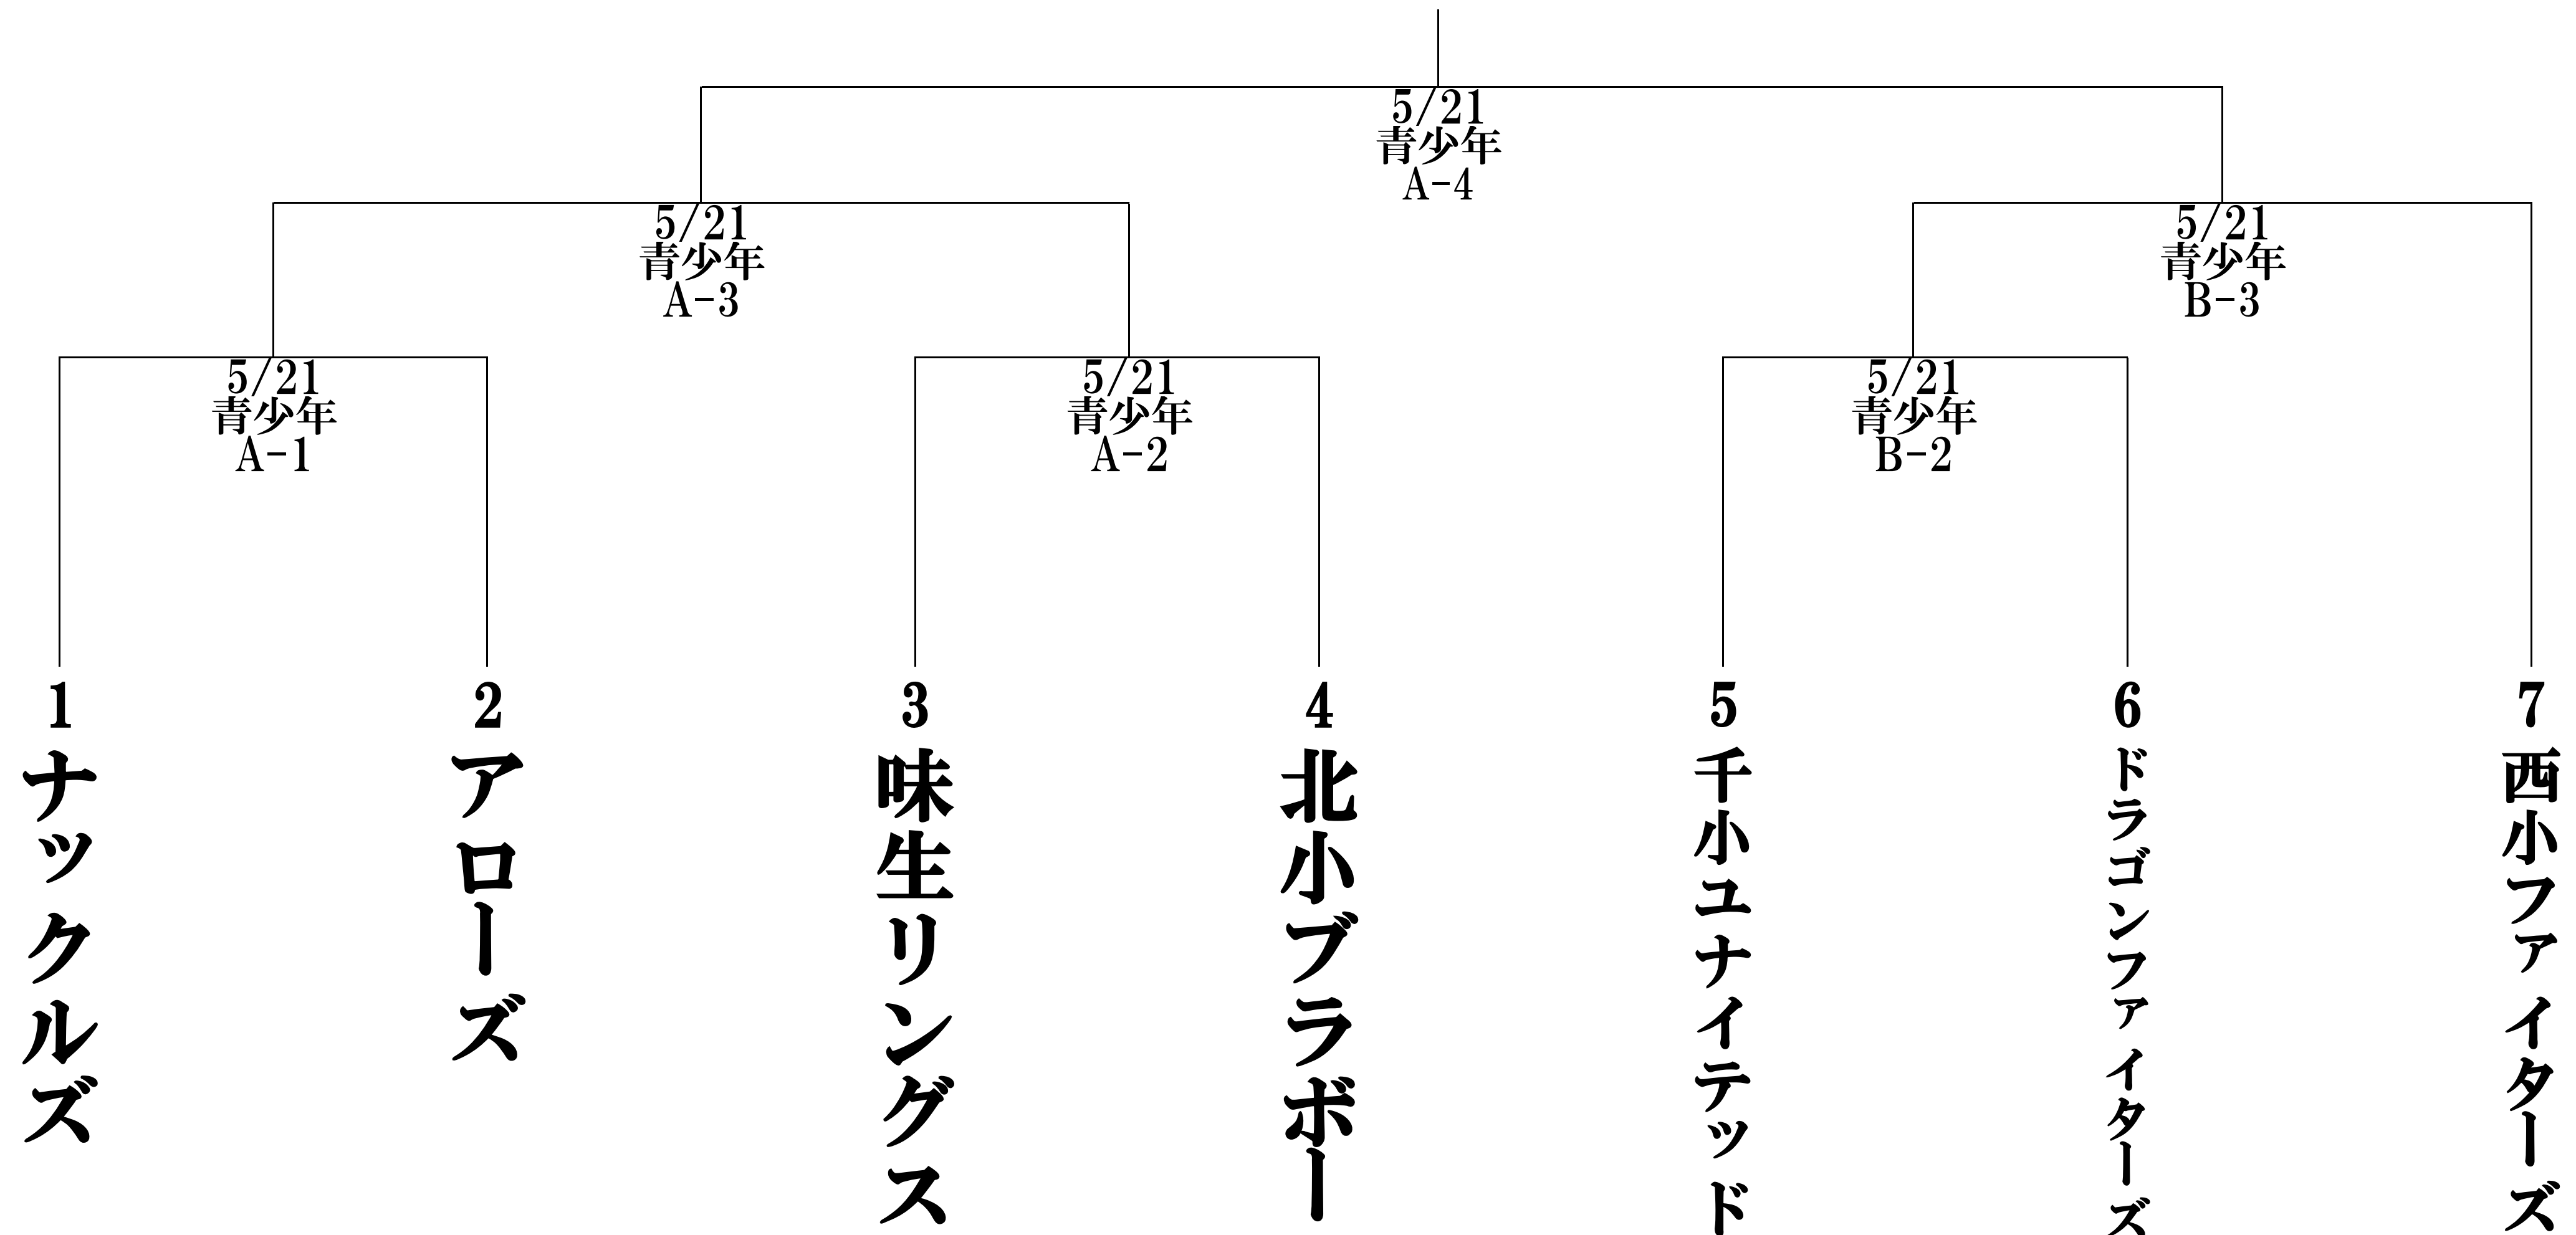 5/21
青少年
A-4
5/21
青少年
A-3
5/21
青少年
B-3
5/21
青少年
A-1
5/21
青少年
A-2
5/21
青少年
B-2
1
ナックルズ
2
アローズ
3
味生リングス
4
北小ブラボー
5
千小ユナイテッド
6
ドラゴンファイターズ
7
西小ファイターズ